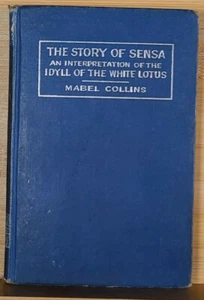 THE STORY OF SENSA
AN INTERPRETATION OF THE
IDYLL OF THE WHITE LOTUS
MABEL COLLINS